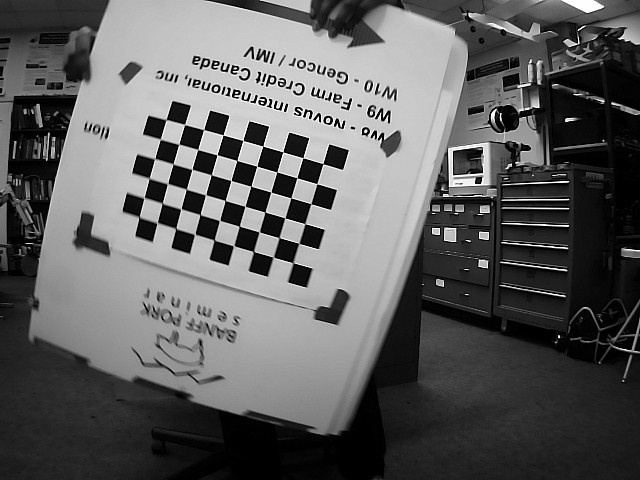 BANFF PORK
seminar
tion
W8 - Novus International, Inc
W9 - Farm Credit Canada
W10 - Gencor / IMV